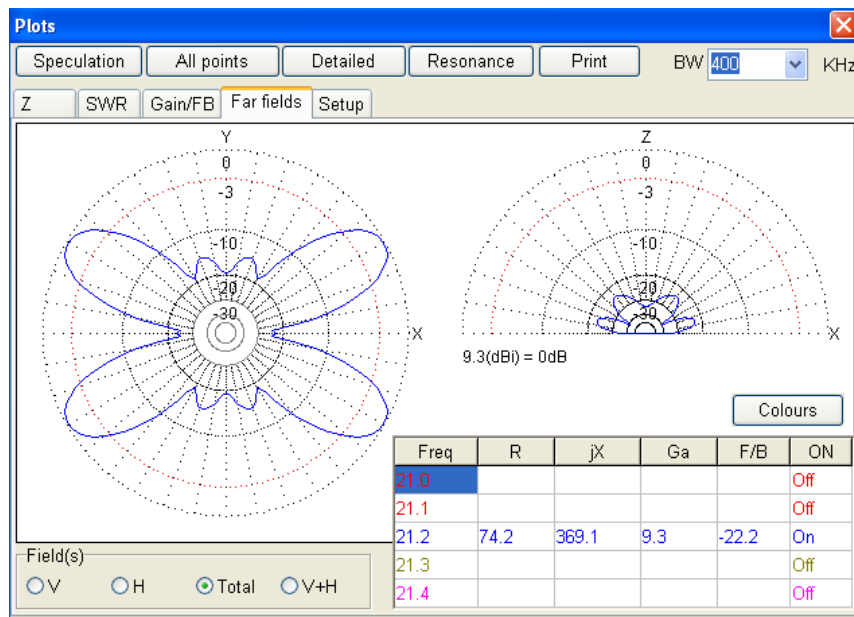 Plots
Speculation All points Detailed Resonance Print BW 400 KHz
Z SWR Gain/FB Far fields Setup
Y Z
0 0
-3 -3
-10 -10
-20 -20
-30 -30
X X
9.3(dBi) = 0dB
Colours
Freq R jX Ga F/B ON
21.0 Off
21.1 Off
21.2 74.2 369.1 9.3 -22.2 On
21.3 Off
21.4 Off
Field(s)
V H Total V+H